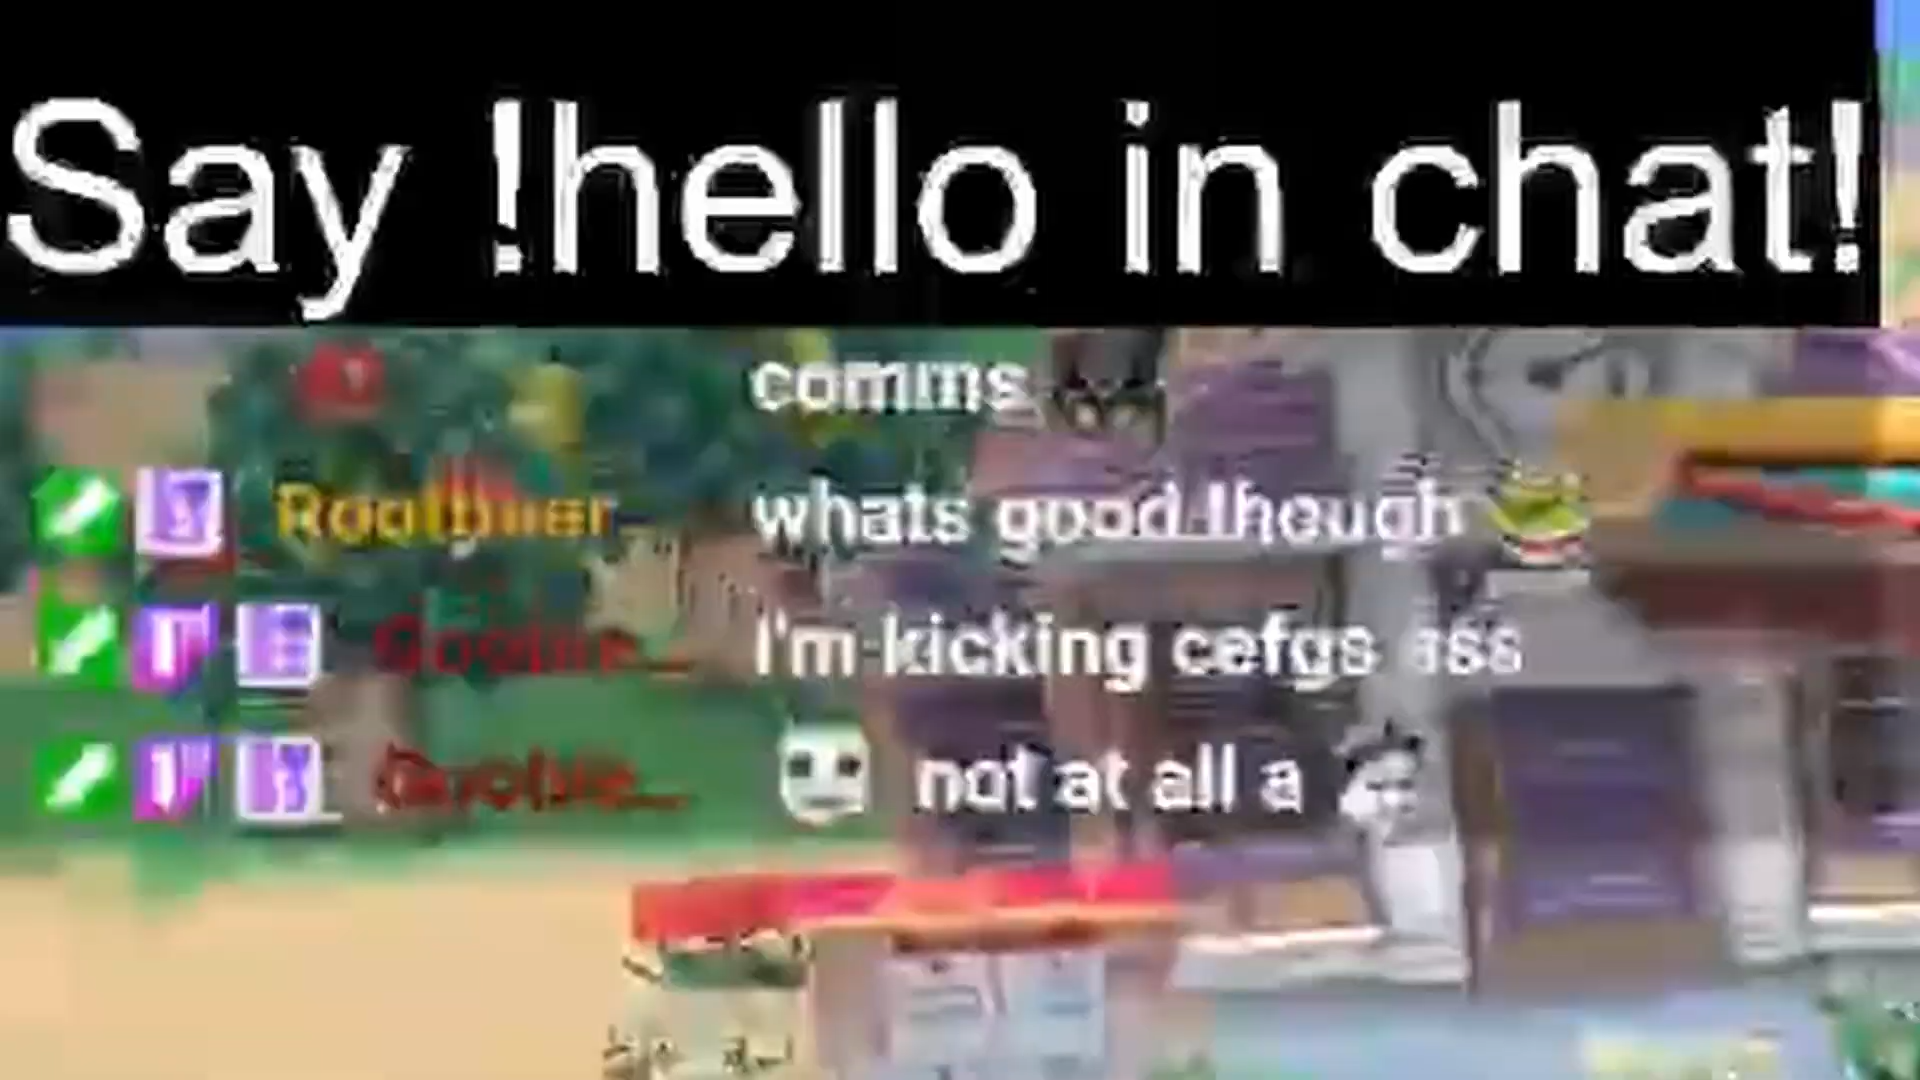 Say !hello in chat!
comms
whats good though
I'm kicking cefgs ass
not at all a